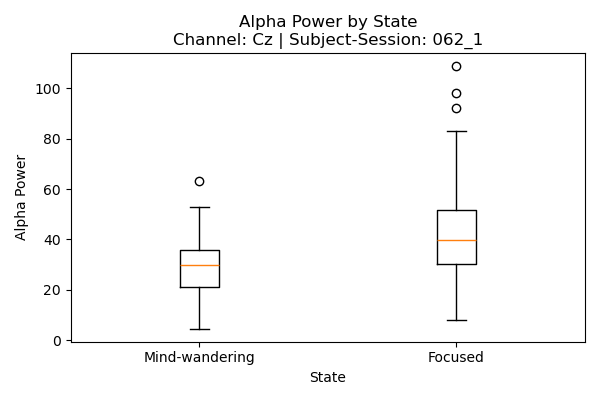 Alpha Power by State
Channel: Cz | Subject-Session: 062_1
Alpha Power
100
80
60
40
20
0
Mind-wandering
Focused
State